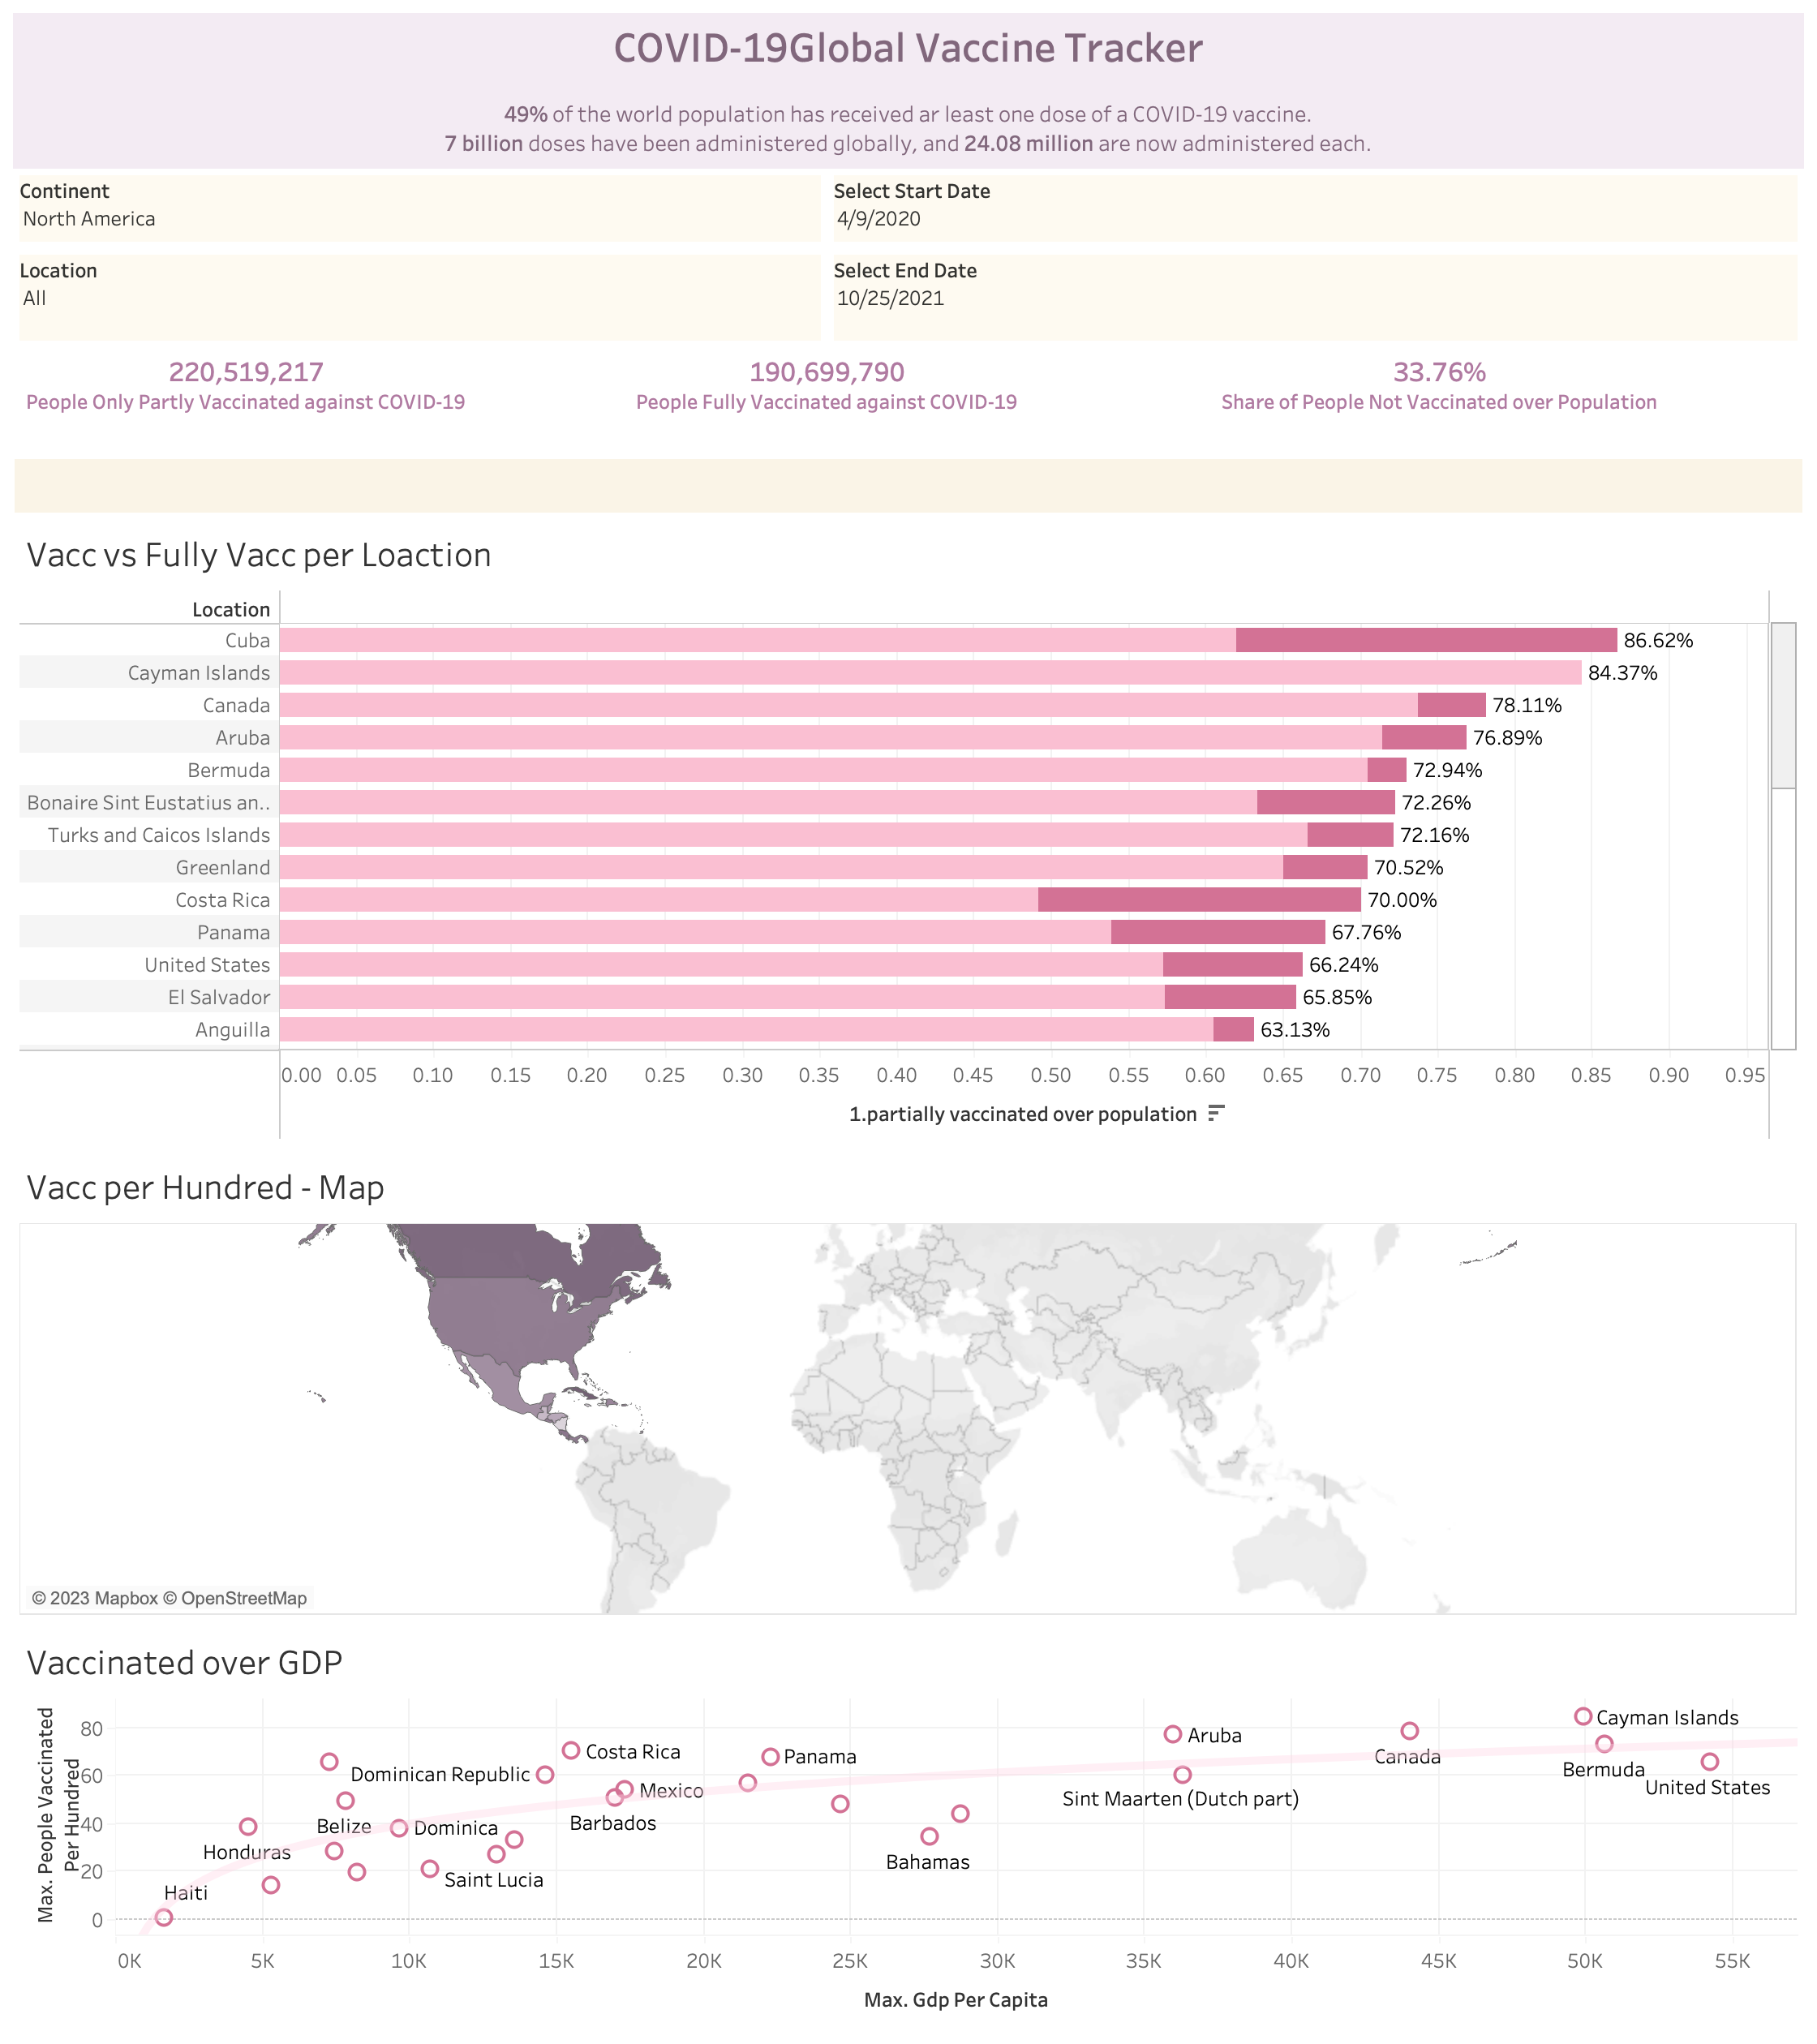 COVID-19Global Vaccine Tracker
49% of the world population has received ar least one dose of a COVID-19 vaccine.
7 billion doses have been administered globally, and 24.08 million are now administered each.
Continent
North America
Select Start Date
4/9/2020
Location
All
Select End Date
10/25/2021
220,519,217
People Only Partly Vaccinated against COVID-19
190,699,790
People Fully Vaccinated against COVID-19
33.76%
Share of People Not Vaccinated over Population
Vacc vs Fully Vacc per Loaction
Location
Cuba 86.62%
Cayman Islands 84.37%
Canada 78.11%
Aruba 76.89%
Bermuda 72.94%
Bonaire Sint Eustatius an.. 72.26%
Turks and Caicos Islands 72.16%
Greenland 70.52%
Costa Rica 70.00%
Panama 67.76%
United States 66.24%
El Salvador 65.85%
Anguilla 63.13%
0.00 0.05 0.10 0.15 0.20 0.25 0.30 0.35 0.40 0.45 0.50 0.55 0.60 0.65 0.70 0.75 0.80 0.85 0.90 0.95
1.partially vaccinated over population
Vacc per Hundred - Map
© 2023 Mapbox © OpenStreetMap
Vaccinated over GDP
Max. People Vaccinated
Per Hundred
80
60
40
20
0
Cayman Islands
Aruba
Costa Rica
Panama
Canada
Bermuda
Dominican Republic
United States
Mexico
Sint Maarten (Dutch part)
Barbados
Belize
Dominica
Honduras
Bahamas
Saint Lucia
Haiti
0K 5K 10K 15K 20K 25K 30K 35K 40K 45K 50K 55K
Max. Gdp Per Capita